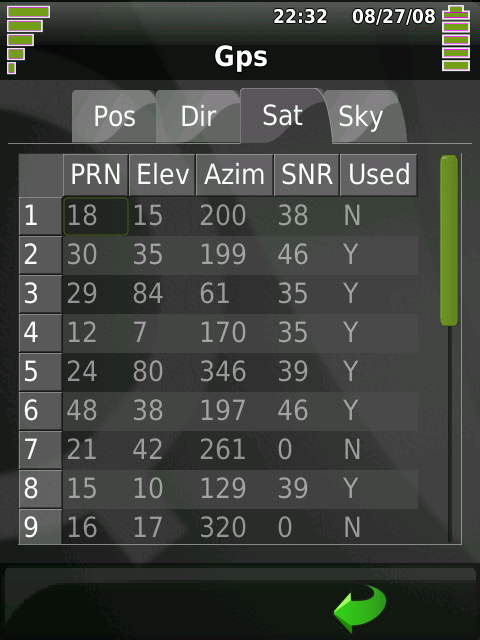 22:32 08/27/08
Gps
Pos Dir Sat Sky
PRN Elev Azim SNR Used
1 18 15 200 38 N
2 30 35 199 46 Y
3 29 84 61 35 Y
4 12 7 170 35 Y
5 24 80 346 39 Y
6 48 38 197 46 Y
7 21 42 261 0 N
8 15 10 129 39 Y
9 16 17 320 0 N